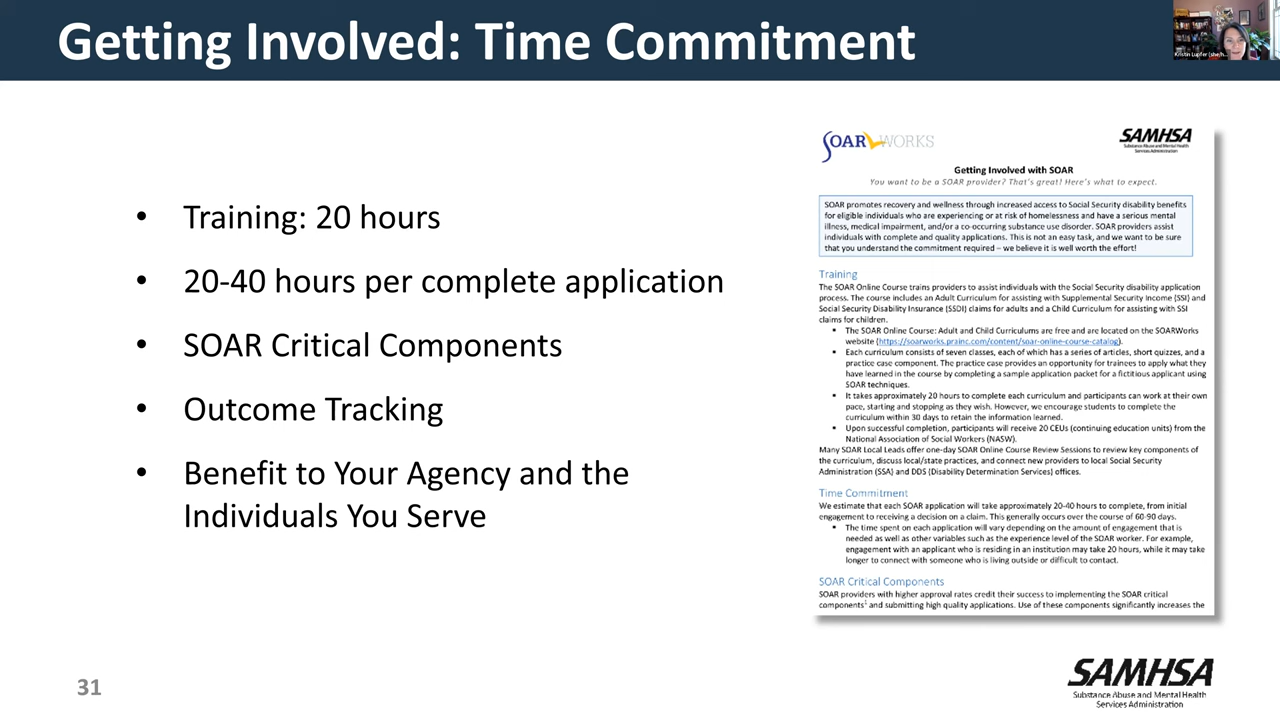 Getting Involved: Time Commitment
• Training: 20 hours
• 20-40 hours per complete application
• SOAR Critical Components
• Outcome Tracking
• Benefit to Your Agency and the
Individuals You Serve
SOAR WORKS
SAMHSA
Substance Abuse and Mental Health
Services Administration
Getting Involved with SOAR
You want to be a SOAR provider? That's great! Here's what to expect.
SOAR promotes recovery and wellness through increased access to Social Security disability benefits
for eligible individuals who are experiencing or at risk of homelessness and have a serious mental
illness, medical impairment, and/or a co-occurring substance use disorder. SOAR providers assist
individuals with complete and quality applications. This is not an easy task, and we want to be sure
that you understand the commitment required – we believe it is well worth the effort!
Training
The SOAR Online Course trains providers to assist individuals with the Social Security disability application
process. The course includes an Adult Curriculum for assisting with Supplemental Security Income (SSI) and
Social Security Disability Insurance (SSDI) claims for adults and a Child Curriculum for assisting with SSI
claims for children.
▪ The SOAR Online Course: Adult and Child Curriculums are free and are located on the SOARWorks
website (https://soarworks.prainc.com/content/soar-online-course-catalog).
▪ Each curriculum consists of seven classes, each of which has a series of articles, short quizzes, and a
practice case component. The practice case provides an opportunity for trainees to apply what they
have learned in the course by completing a sample application packet for a fictitious applicant using
SOAR techniques.
▪ It takes approximately 20 hours to complete each curriculum and participants can work at their own
pace, starting and stopping as they wish. However, we encourage students to complete the
curriculum within 30 days to retain the information learned.
▪ Upon successful completion, participants will receive 20 CEUs (continuing education units) from the
National Association of Social Workers (NASW).
Many SOAR Local Leads offer one-day SOAR Online Course Review Sessions to review key components of
the curriculum, discuss local/state practices, and connect new providers to local Social Security
Administration (SSA) and DDS (Disability Determination Services) offices.
Time Commitment
We estimate that each SOAR application will take approximately 20-40 hours to complete, from initial
engagement to receiving a decision on a claim. This generally occurs over the course of 60-90 days.
▪ The time spent on each application will vary depending on the amount of engagement that is
needed as well as other variables such as the experience level of the SOAR worker. For example,
engagement with an applicant who is residing in an institution may take 20 hours, while it may take
longer to connect with someone who is living outside or difficult to contact.
SOAR Critical Components
SOAR providers with higher approval rates credit their success to implementing the SOAR critical
components¹ and submitting high quality applications. Use of these components significantly increases the
31
SAMHSA
Substance Abuse and Mental Health
Services Administration